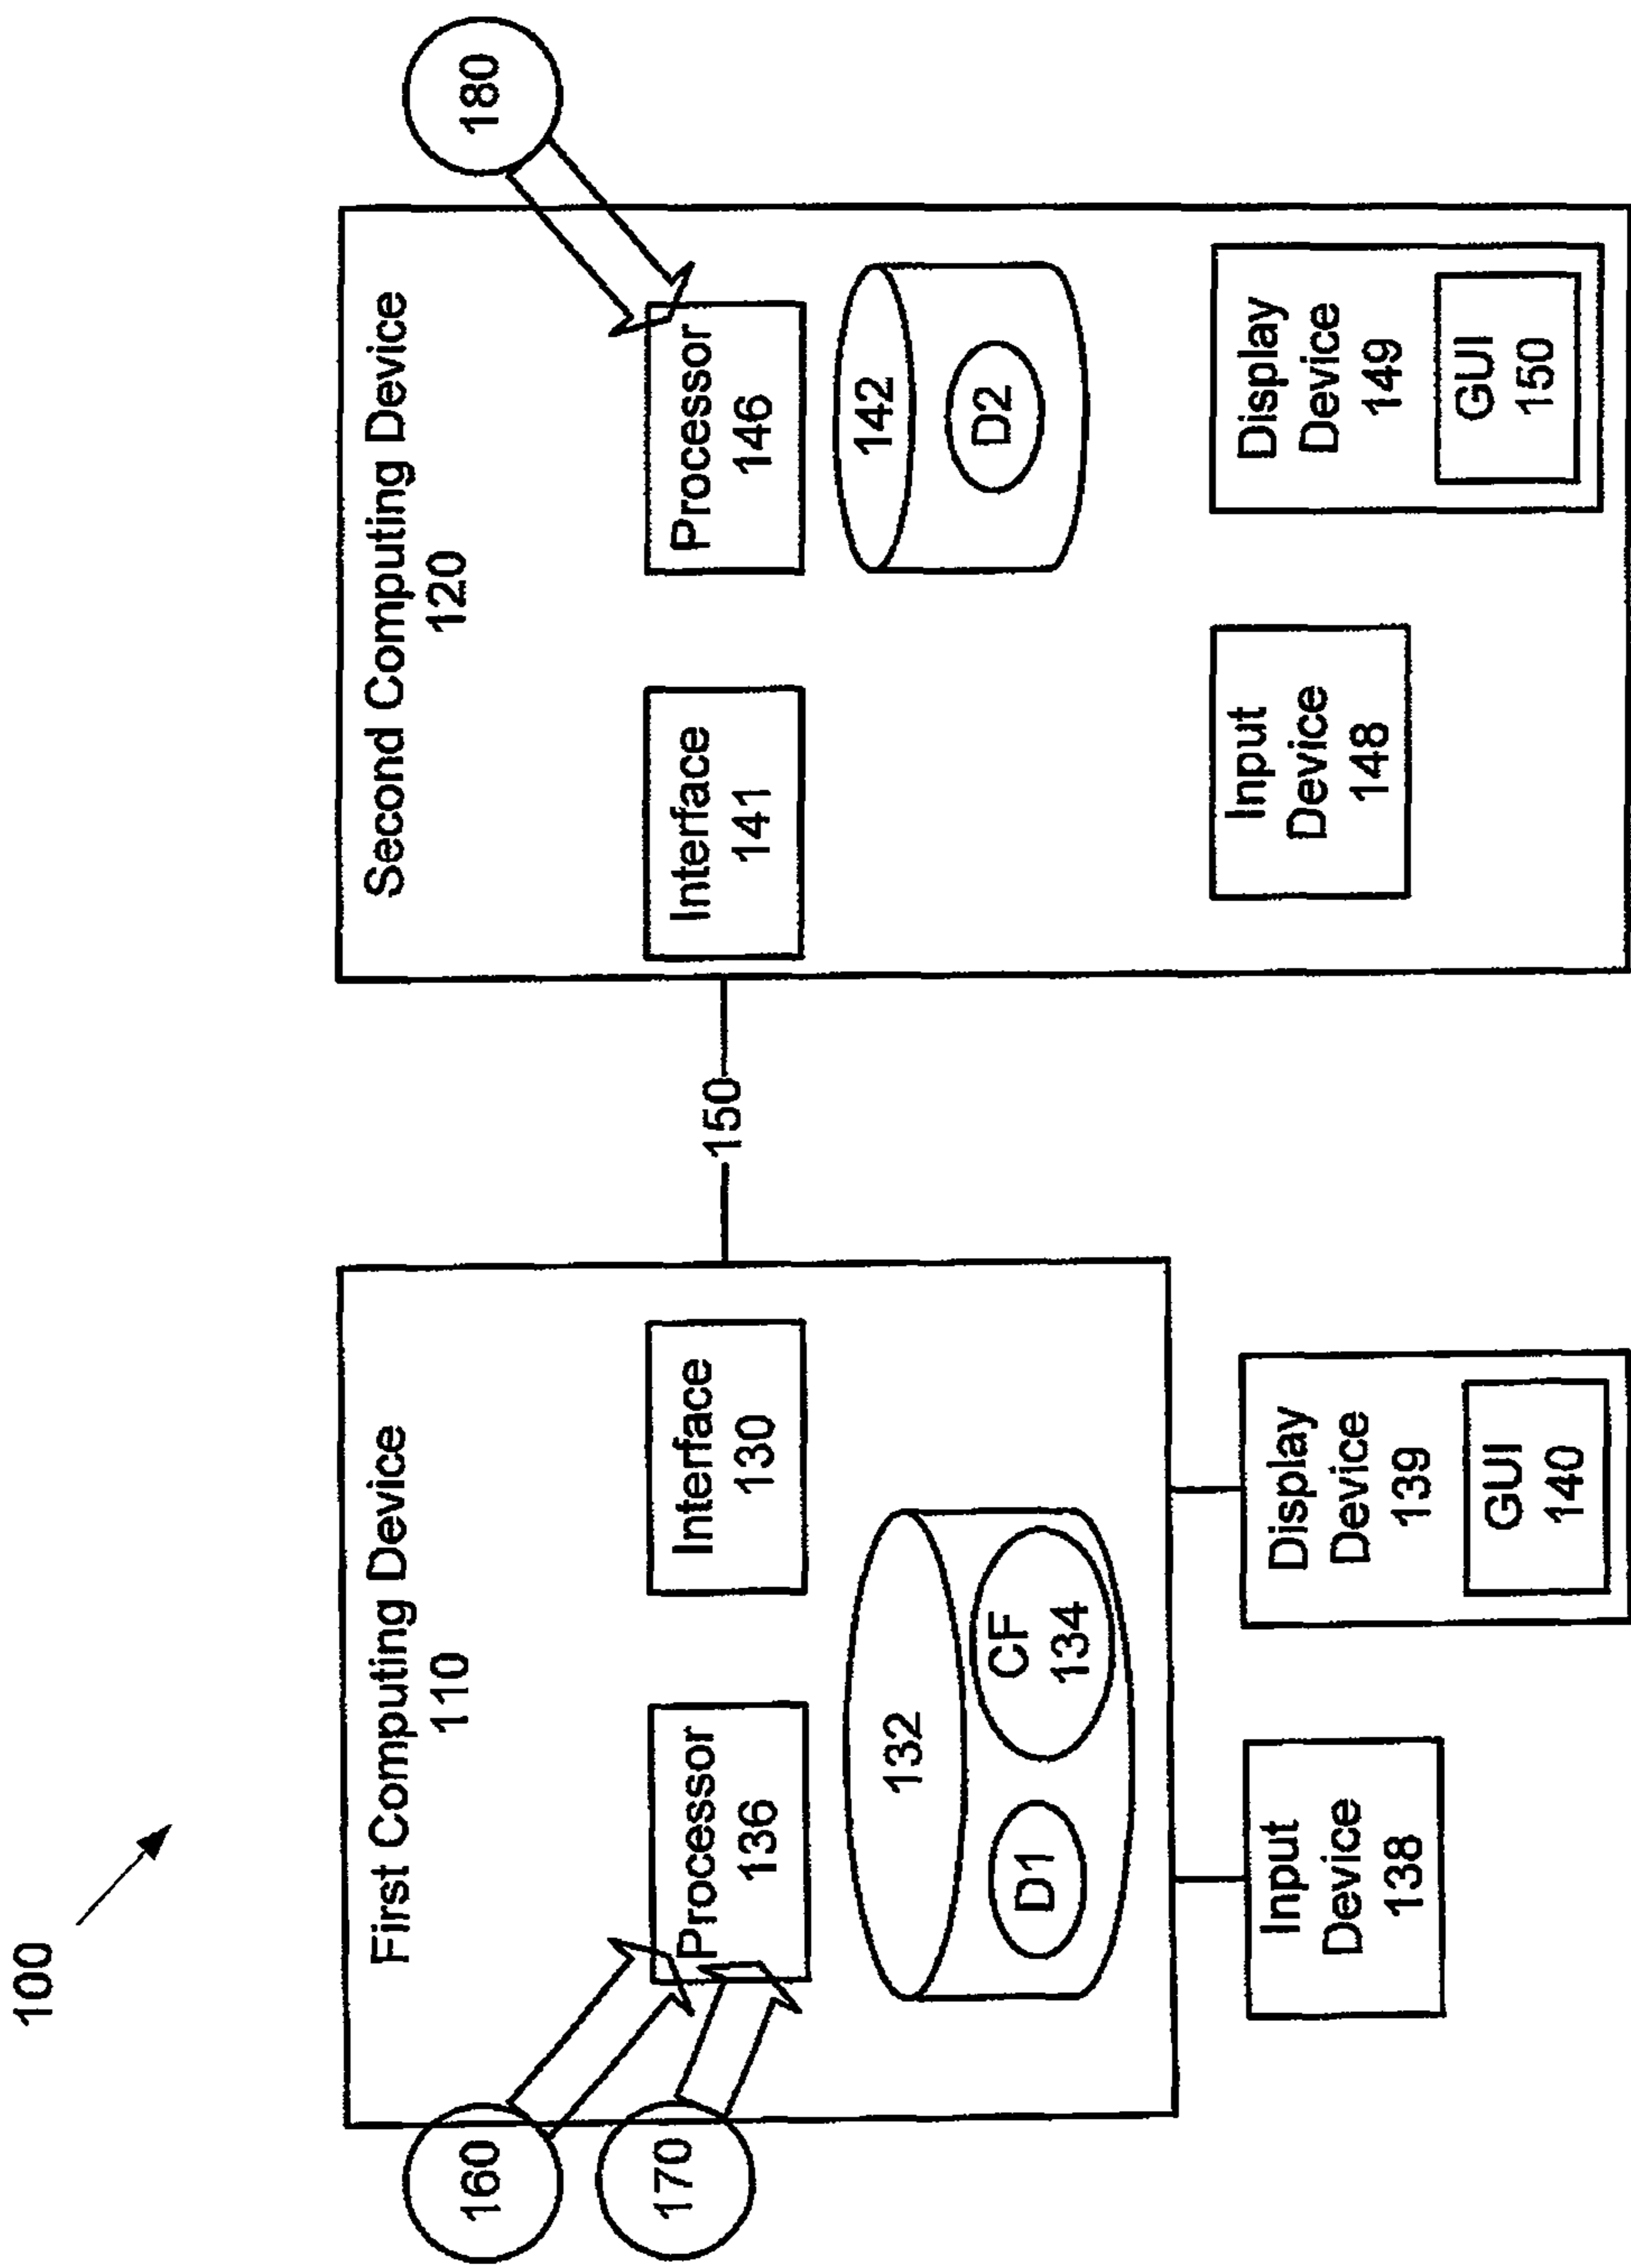 100
First Computing Device
110
160
170
Processor
136
Interface
130
132
D1
CF
134
Input
Device
138
Display
Device
139
GUI
140
150
Second Computing Device
120
180
Interface
141
Processor
146
142
D2
Input
Device
148
Display
Device
149
GUI
150